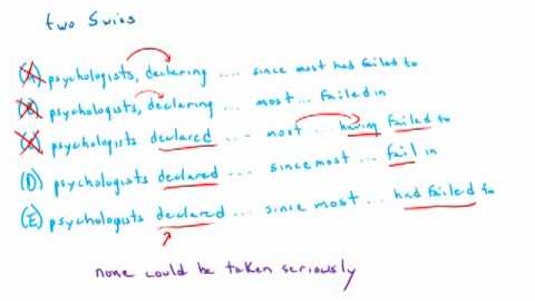 two Swiss
(A) psychologists, declaring .... since most had failed to
(B) psychologists, declaring .... most... failed in
(C) psychologists declared ... most ... having failed to
(D) psychologists declared ... since most ... fail in
(E) psychologists declared ... since most ... had failed to
none could be taken seriously